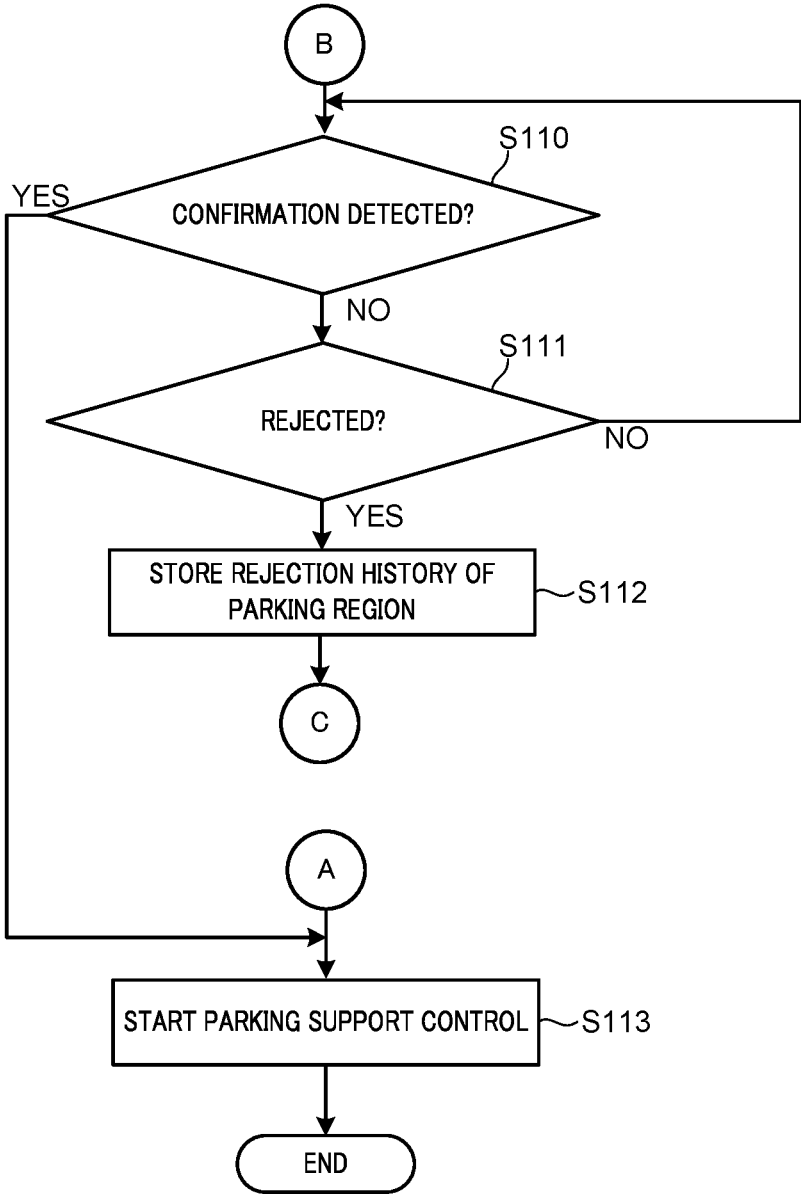 B
S110
YES
CONFIRMATION DETECTED?
NO
S111
REJECTED?
NO
YES
STORE REJECTION HISTORY OF
PARKING REGION
S112
C
A
START PARKING SUPPORT CONTROL
S113
END